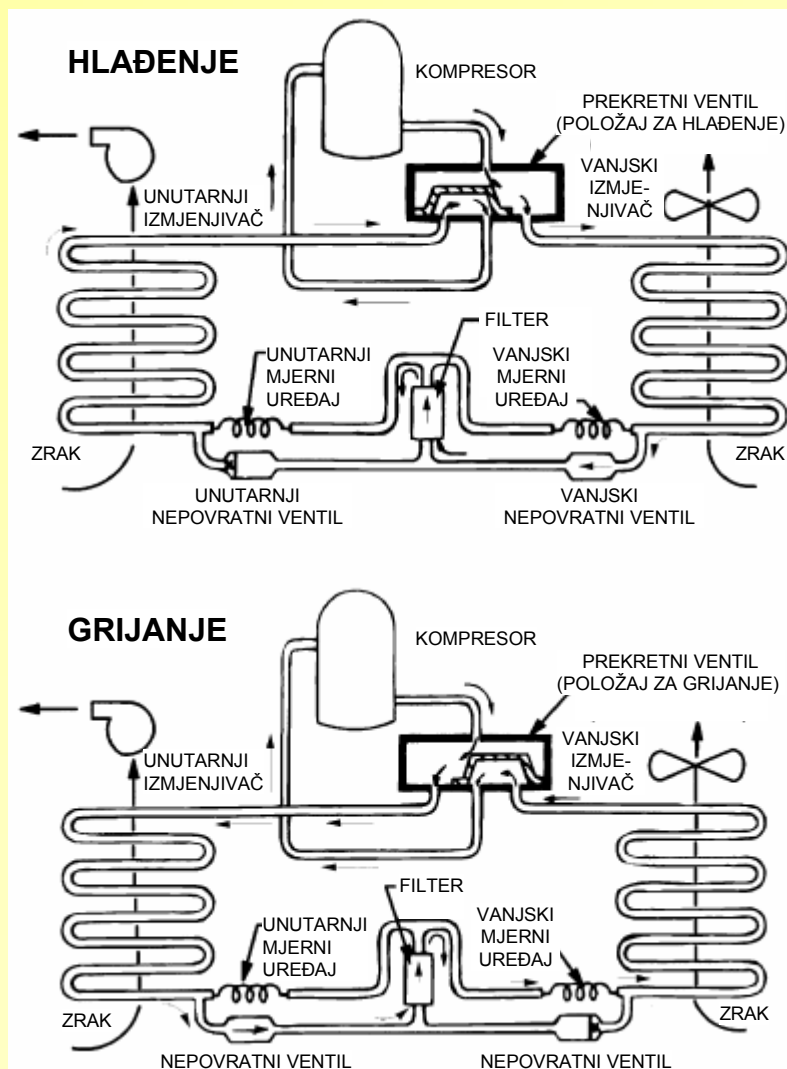 HLAĐENJE
KOMPRESOR
PREKRETNI VENTIL
(POLOŽAJ ZA HLAĐENJE)
UNUTARNJI
IZMJENJIVAČ
VANJSKI
IZMJE-
NJIVAČ
FILTER
UNUTARNJI
MJERNI
UREĐAJ
VANJSKI
MJERNI
UREĐAJ
ZRAK
ZRAK
UNUTARNJI
NEPOVRATNI VENTIL
VANJSKI
NEPOVRATNI VENTIL
GRIJANJE
KOMPRESOR
PREKRETNI VENTIL
(POLOŽAJ ZA GRIJANJE)
UNUTARNJI
IZMJENJIVAČ
VANJSKI
IZMJE-
NJIVAČ
FILTER
UNUTARNJI
MJERNI
UREĐAJ
VANJSKI
MJERNI
UREĐAJ
ZRAK
ZRAK
NEPOVRATNI VENTIL
NEPOVRATNI VENTIL